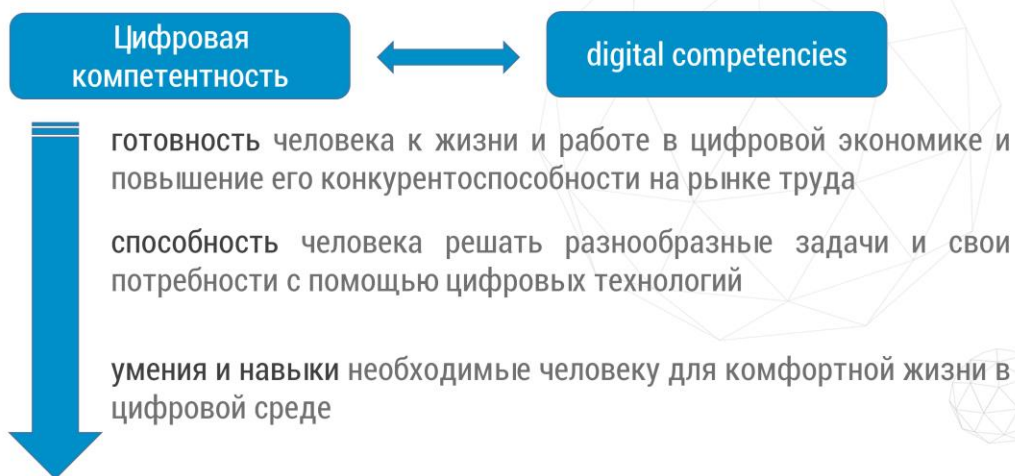 Цифровая
компетентность
digital competencies
готовность человека к жизни и работе в цифровой экономике и
повышение его конкурентоспособности на рынке труда
способность человека решать разнообразные задачи и свои
потребности с помощью цифровых технологий
умения и навыки необходимые человеку для комфортной жизни в
цифровой среде